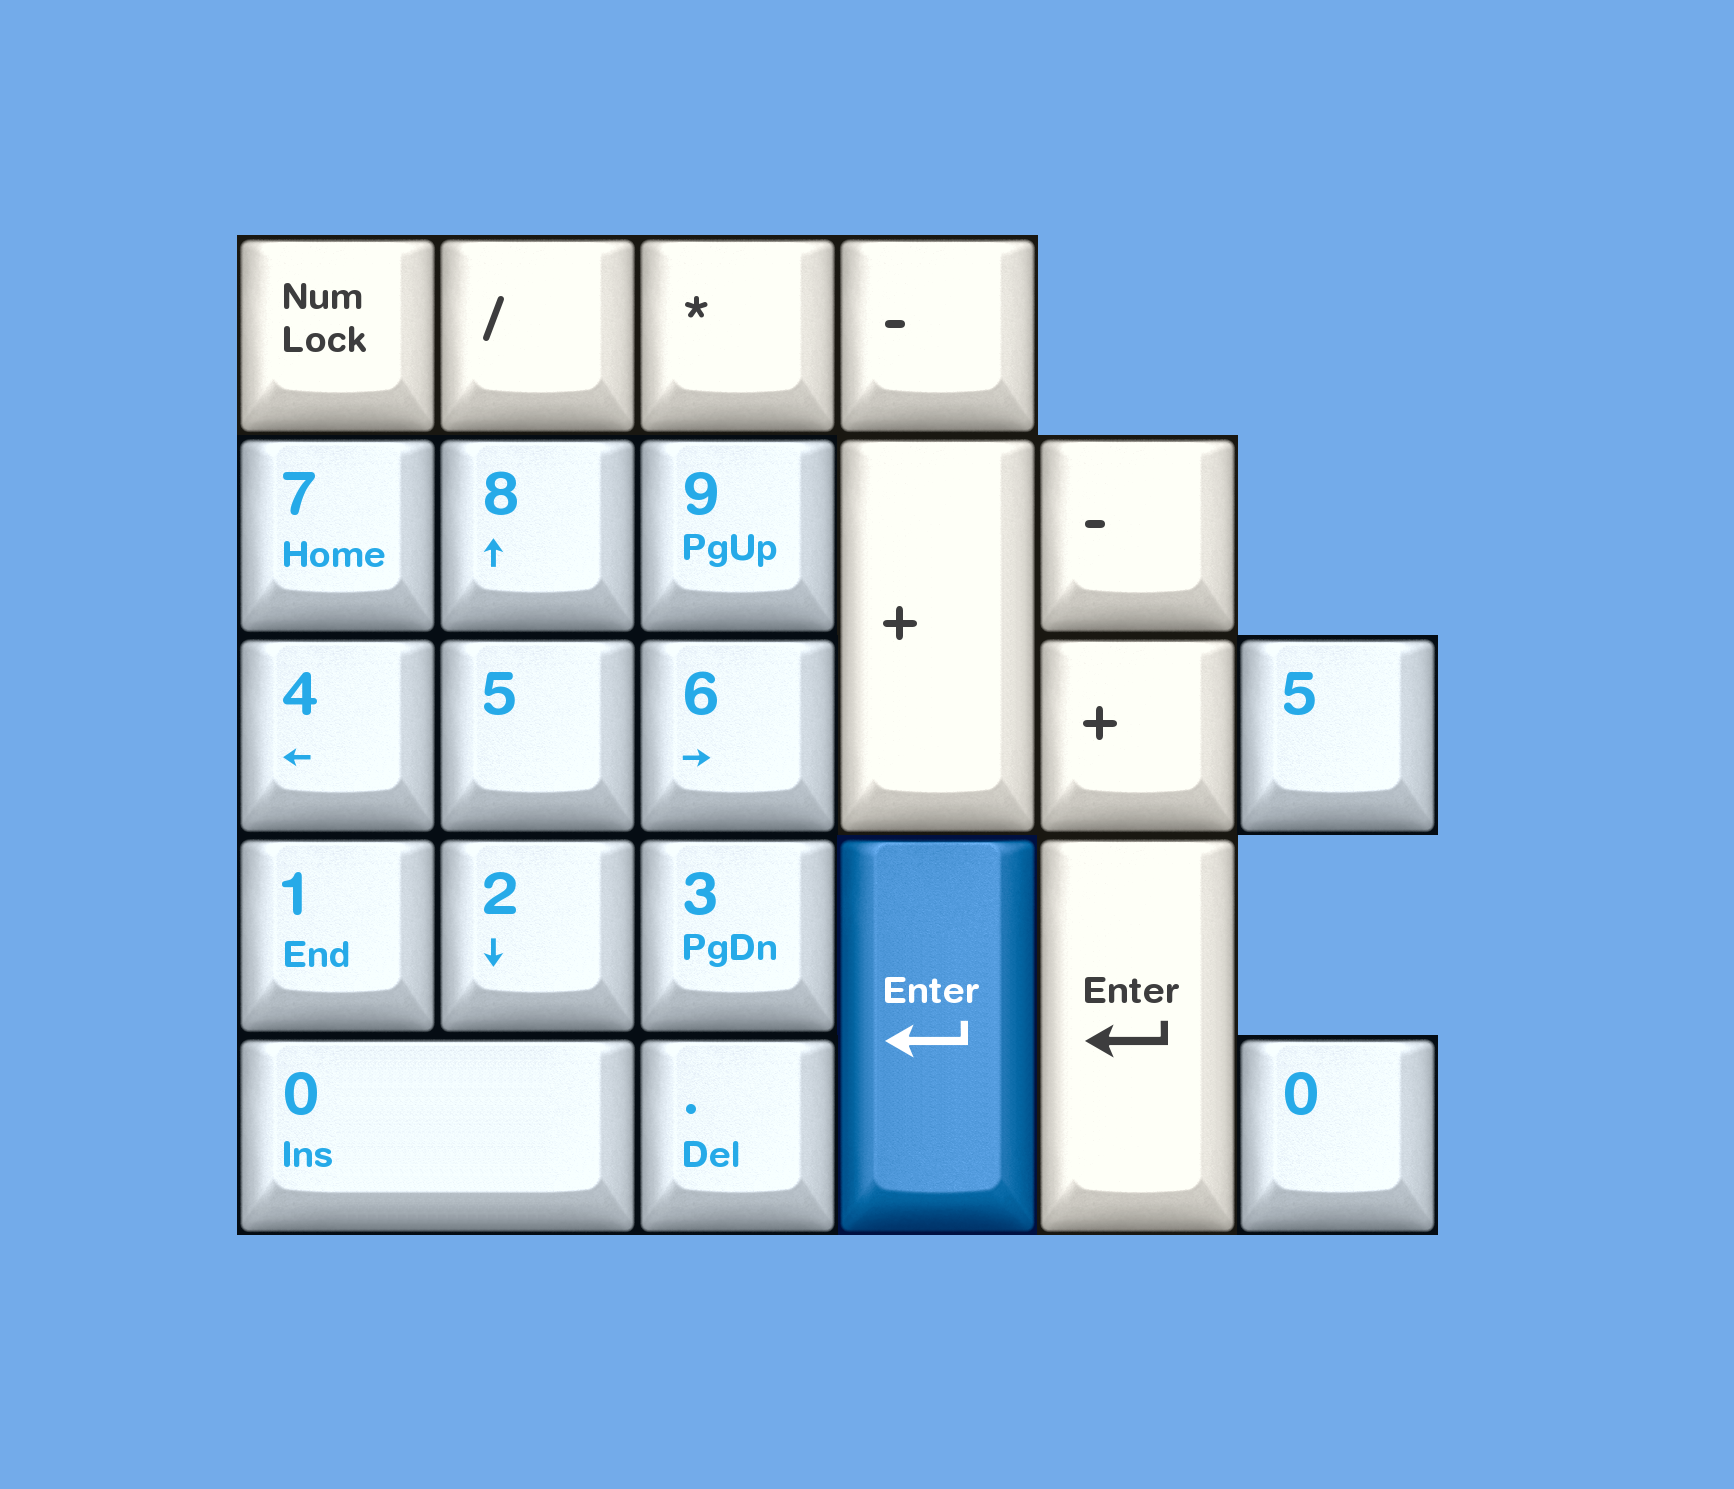 Num
Lock
/
*
-
7
Home
8
↑
9
PgUp
+
-
4
←
5
6
→
+
5
1
End
2
↓
3
PgDn
Enter
Enter
0
Ins
.
Del
0